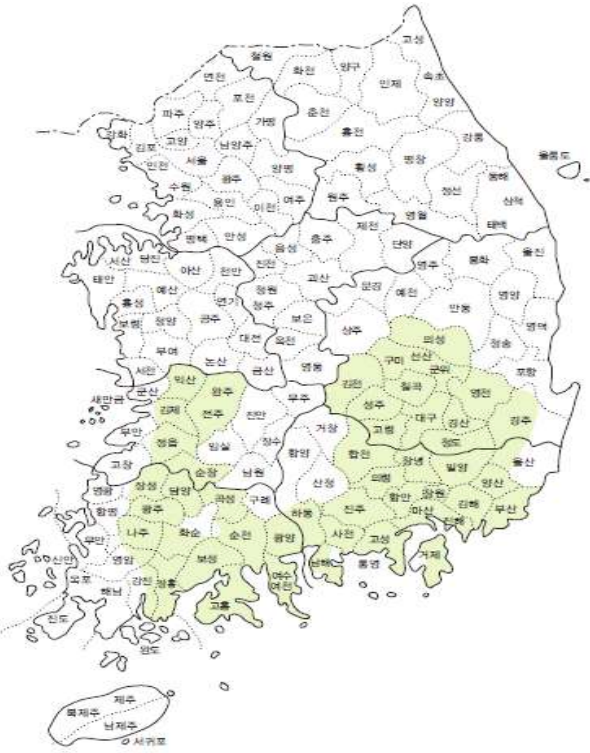 고성
철원
화천
양구
연천
인제
속초
포천
양양
파주
양주
가평
춘천
강화
고양
홍천
강릉
김포
남양주
서울
인천
양평
횡성
평창
울릉도
광주
동해
수원
정선
용인
이천
여주
원주
삼척
화성
영월
태백
평택
안성
음성
충주
제천
단양
울진
서산
당진
아산
천안
진천
괴산
영주
봉화
태안
예산
청원
문경
예천
영양
홍성
연기
청주
안동
보령
청양
공주
보은
상주
영덕
대전
옥천
의성
청송
부여
논산
금산
영동
구미
선산
군위
포항
서천
익산
김천
칠곡
영천
새만금
군산
완주
무주
성주
김제
전주
진안
대구
경산
경주
부안
거창
고령
청도
정읍
임실
장수
함양
합천
울산
고창
순창
남원
산청
의령
창녕
밀양
양산
영광
장성
담양
곡성
구례
함안
창원
함평
광주
하동
진주
마산
김해
부산
나주
화순
순천
광양
사천
고성
진해
무안
거제
신안
영암
보성
남해
통영
목포
강진
장흥
여수
여천
해남
고흥
진도
완도
제주
북제주
남제주
서귀포